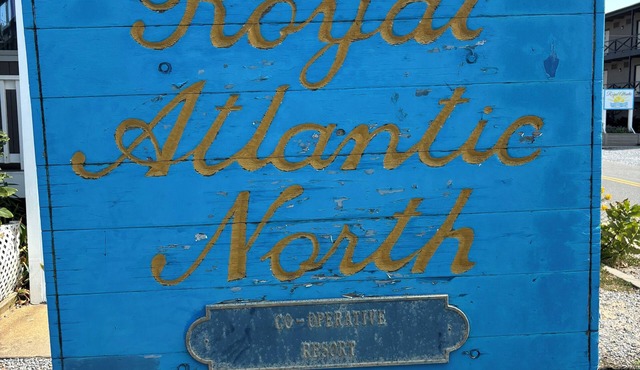 Royal
Atlantic
North
CO-OPERATIVE
RESORT